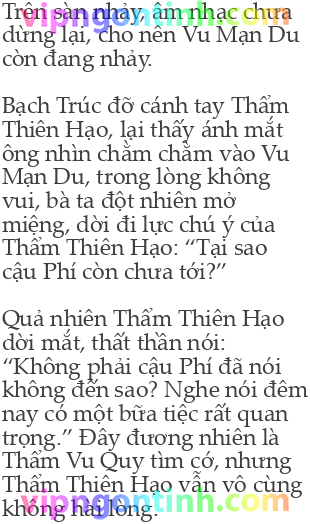 Trên sàn nhảy, âm nhạc chưa
dừng lại, cho nên Vu Mạn Du
còn đang nhảy.
Bạch Trúc đỡ cánh tay Thẩm
Thiên Hạo, lại thấy ánh mắt
ông nhìn chằm chằm vào Vu
Mạn Du, trong lòng không
vui, bà ta đột nhiên mở
miệng, dời đi lực chú ý của
Thẩm Thiên Hạo: “Tại sao
cậu Phí còn chưa tới?”
Quả nhiên Thẩm Thiên Hạo
dời mắt, thất thần nói:
“Không phải cậu Phí đã nói
không đến sao? Nghe nói đêm
nay có một bữa tiệc rất quan
trọng.” Đây đương nhiên là
Thẩm Vu Quy tìm cớ, nhưng
Thẩm Thiên Hạo vẫn vô cùng
không hài lòng.
vipngontinh.com
vipngontinh.com